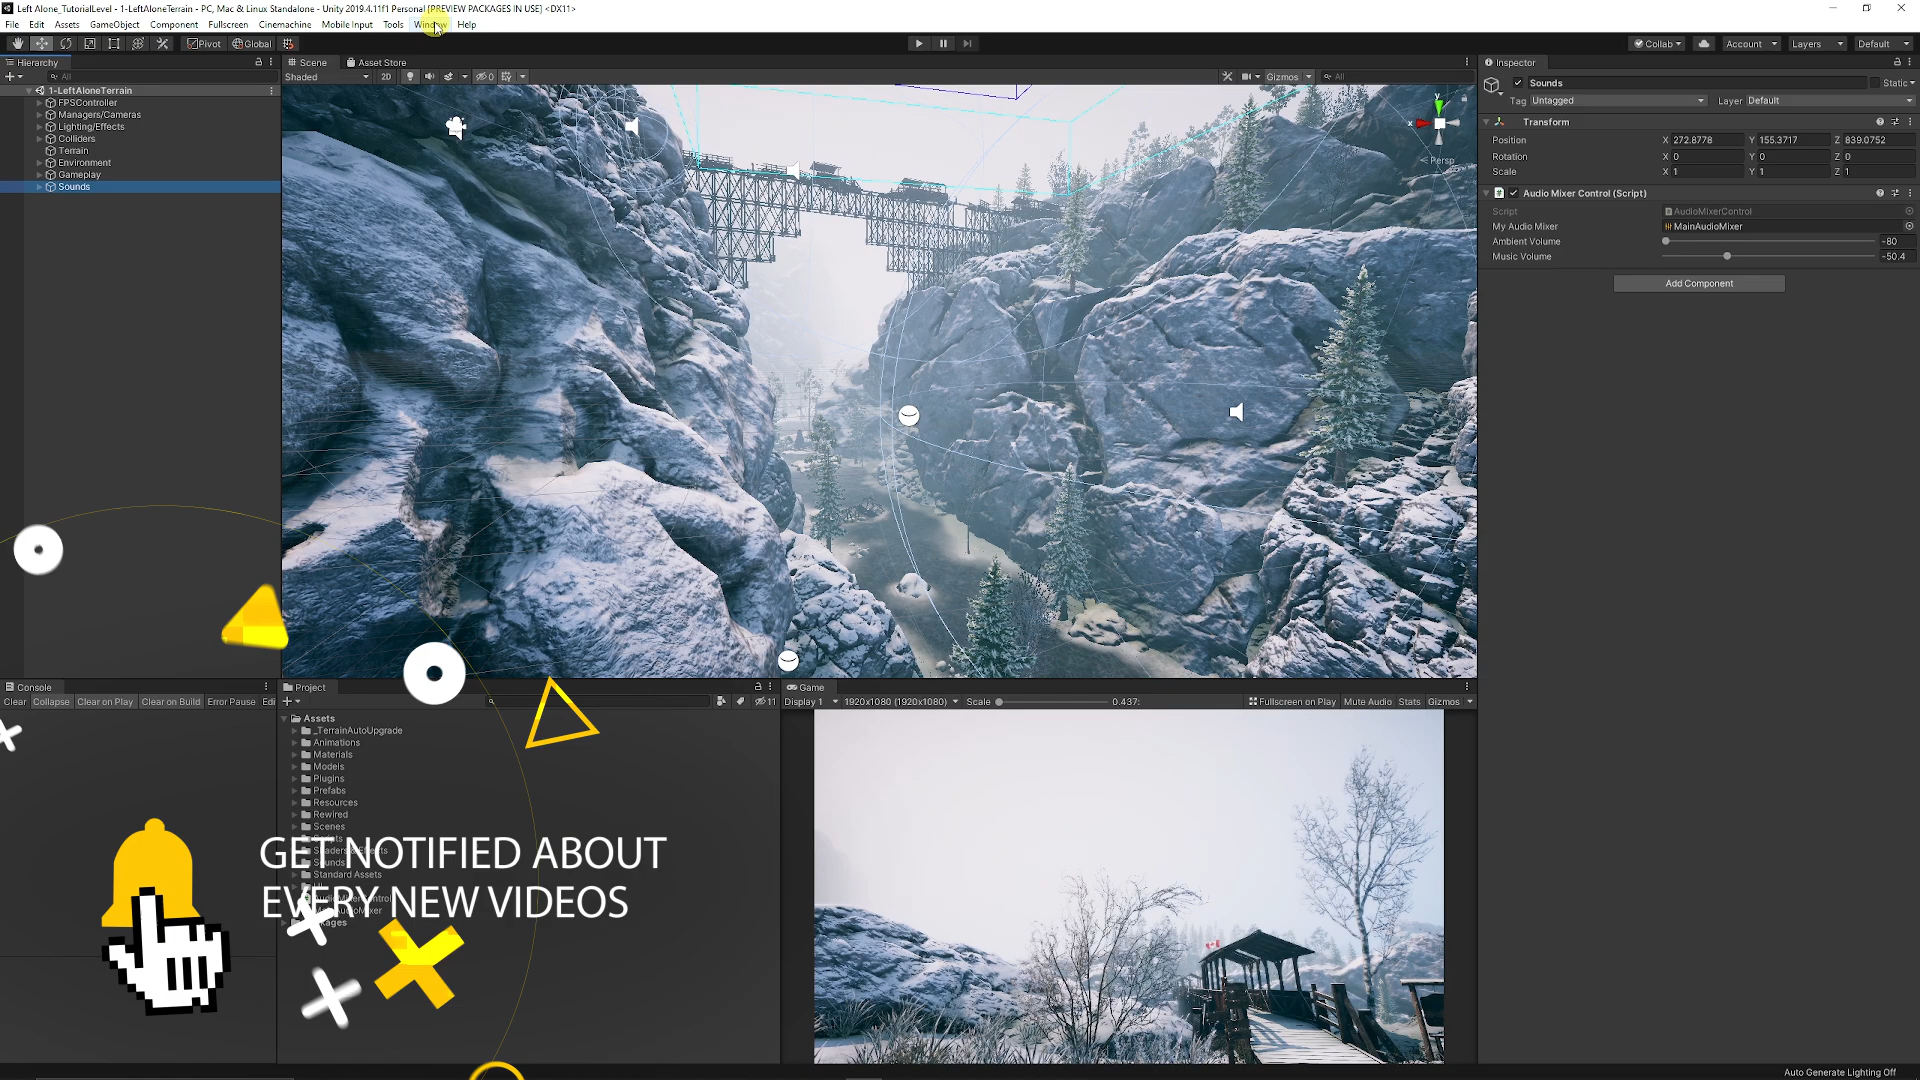 Left Alone_TutorialLevel - 1-LeftAloneTerrain - PC, Mac & Linux Standalone - Unity 2019.4.11f1 Personal [PREVIEW PACKAGES IN USE] <DX11>
File Edit Assets GameObject Component Fullscreen Cinemachine Mobile Input Tools Window Help
Pivot Global
Collab Account Layers Default
Hierarchy
All
1-LeftAloneTerrain
FPSController
Managers/Cameras
Lighting/Effects
Colliders
Terrain
Environment
Gameplay
Sounds
Scene Asset Store
Shaded 2D 0 Gizmos All
y
x
Persp
Inspector
Sounds Static
Tag Untagged Layer Default
Transform
Position X 272.8778 Y 155.3717 Z 839.0752
Rotation X 0 Y 0 Z 0
Scale X 1 Y 1 Z 1
Audio Mixer Control (Script)
Script AudioMixerControl
My Audio Mixer MainAudioMixer
Ambient Volume -80
Music Volume -50.4
Add Component
Console
Clear Collapse Clear on Play Clear on Build Error Pause Edi
Project
11
Assets
_TerrainAutoUpgrade
Animations
Materials
Models
Plugins
Prefabs
Resources
Rewired
Scenes
Standard Assets
GET NOTIFIED ABOUT
EVERY NEW VIDEOS
Game
Display 1 1920x1080 (1920x1080) Scale 0.437: Fullscreen on Play Mute Audio Stats Gizmos
Auto Generate Lighting Off